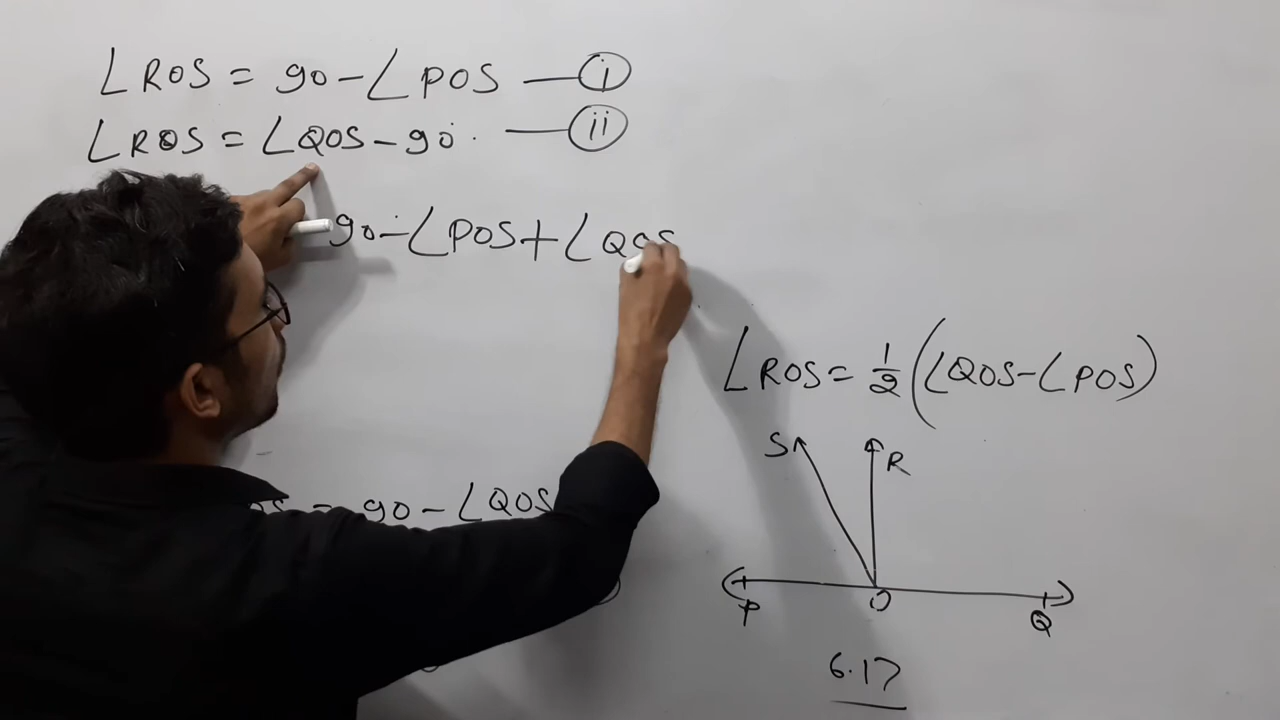 ∠ROS = 90 - ∠POS — i
∠ROS = ∠QOS - 90° — ii
90 - ∠POS + ∠QOS
∠ROS = 1/2 (∠QOS - ∠POS)
= 90 - ∠QOS
S
R
P
O
Q
6.17